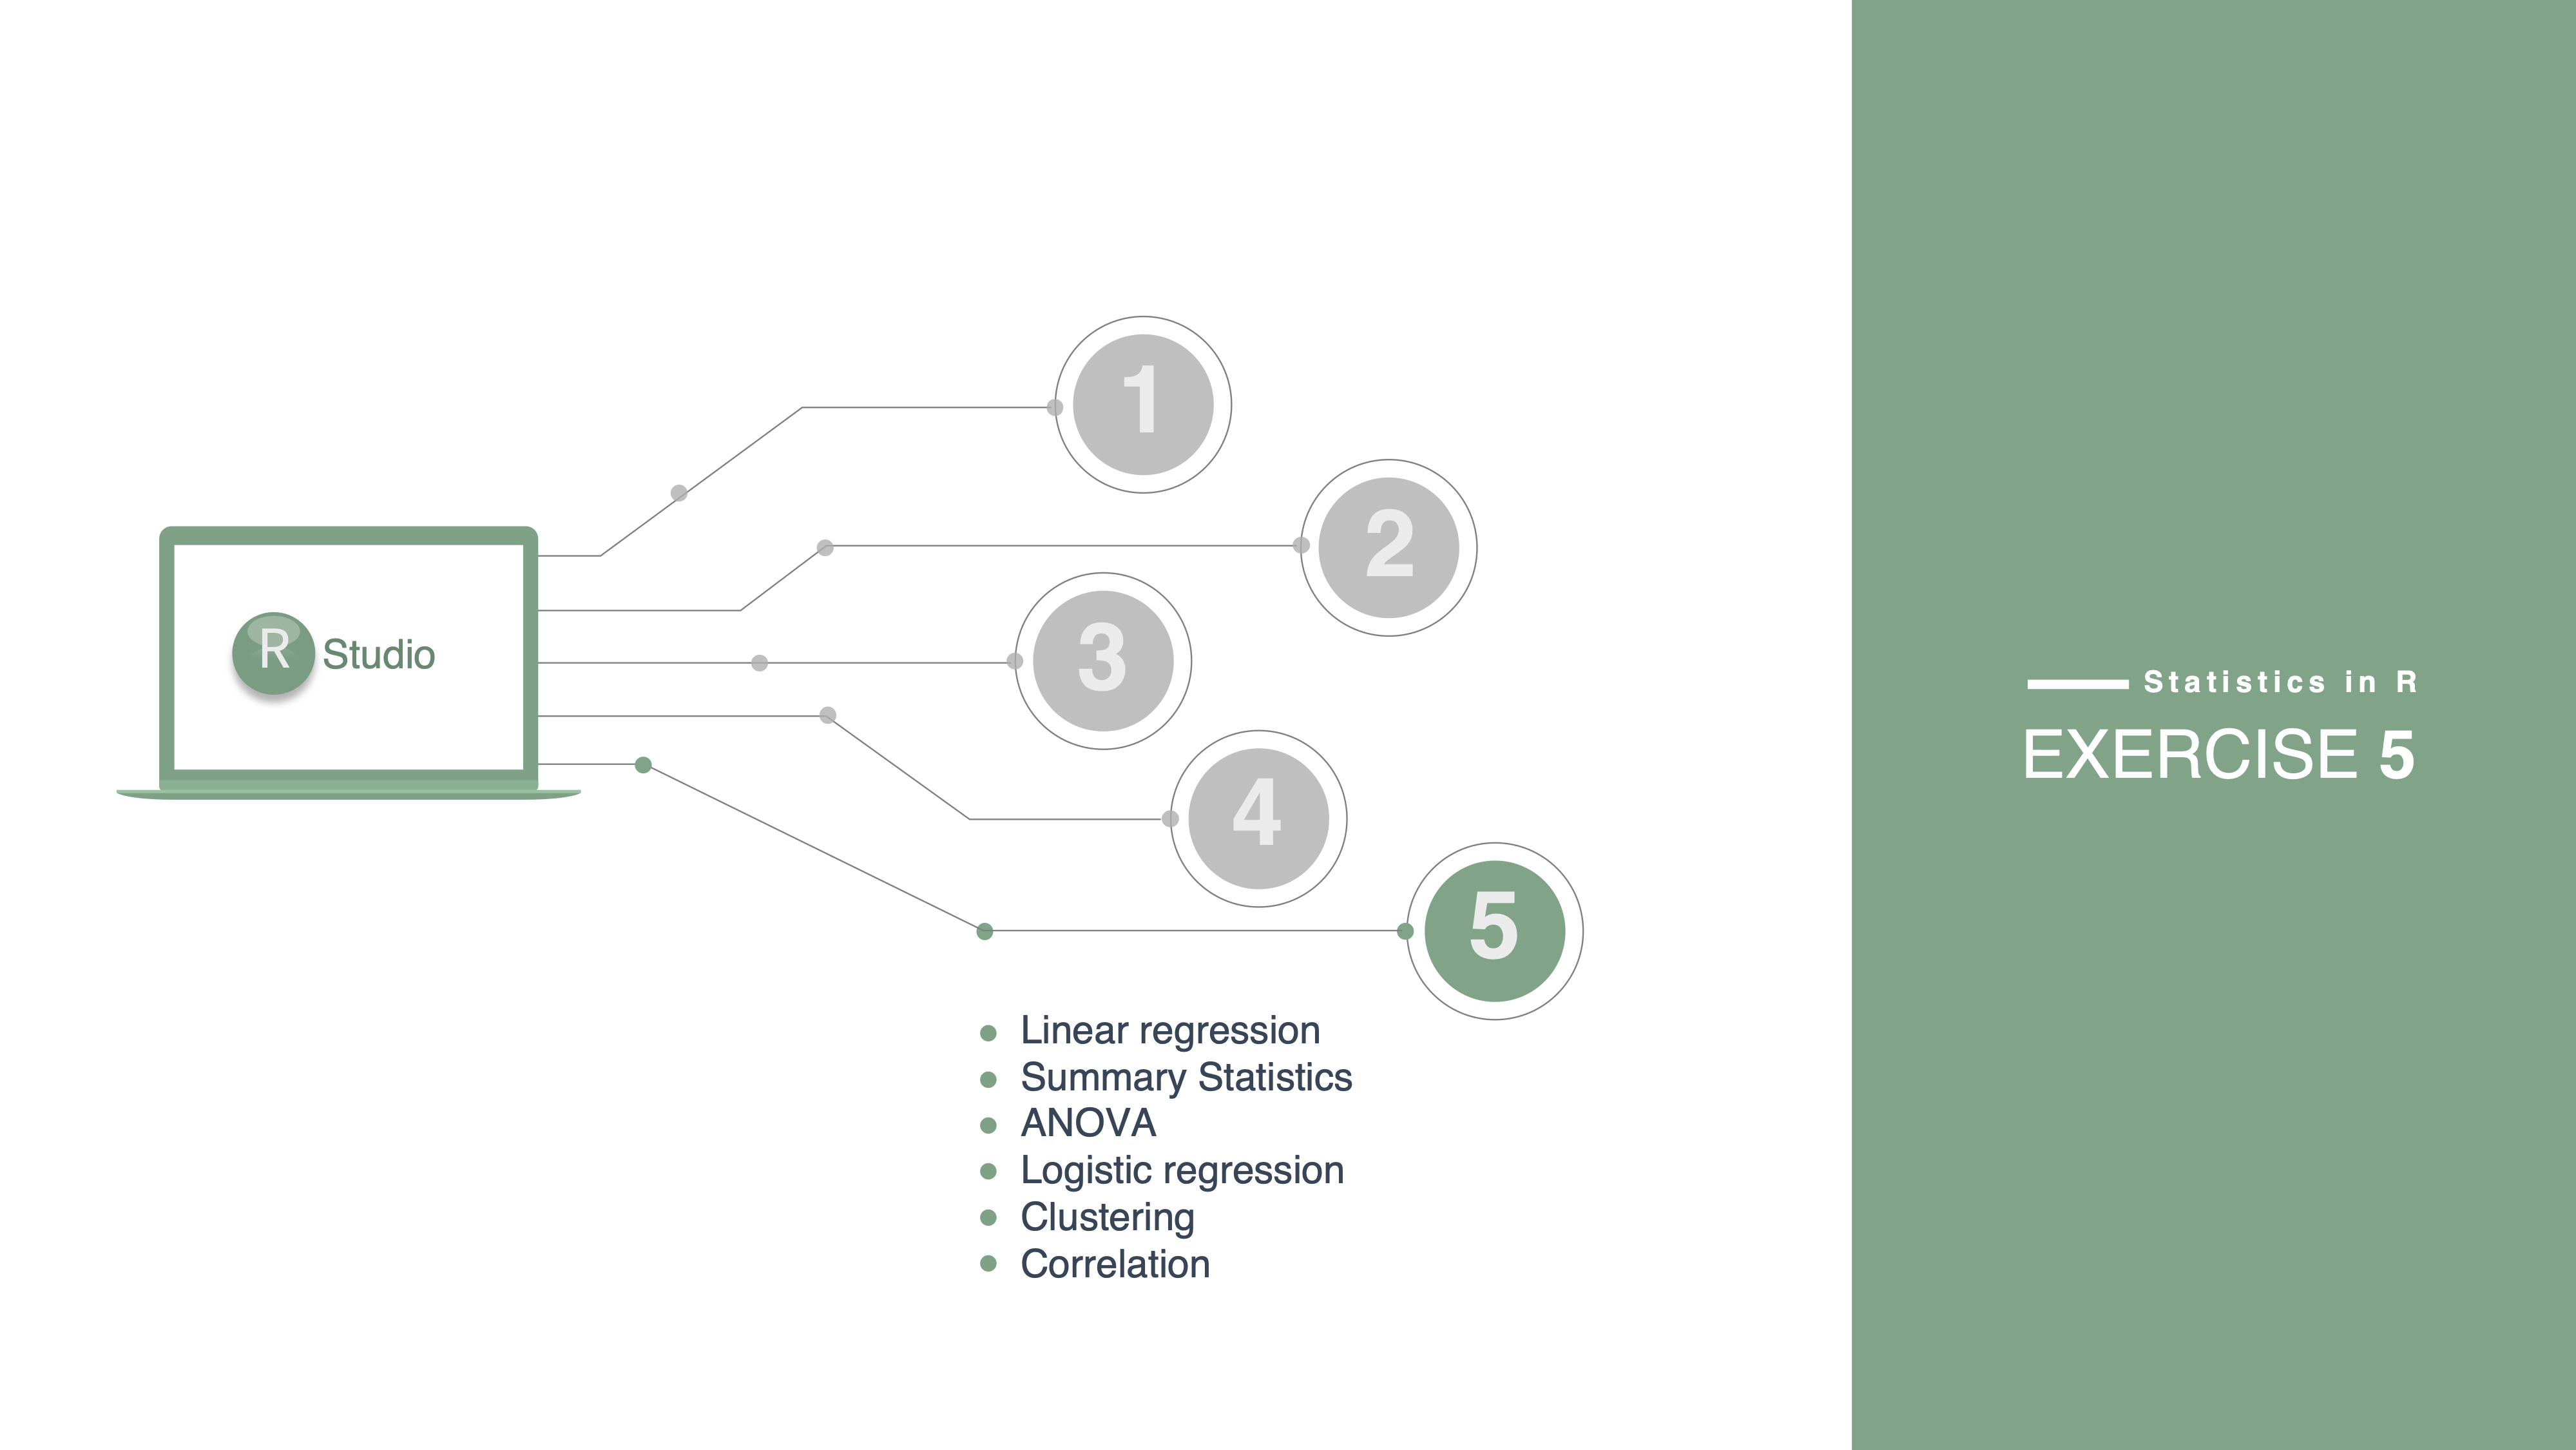 1
2
3
R Studio
4
5
Linear regression
Summary Statistics
ANOVA
Logistic regression
Clustering
Correlation
Statistics in R
EXERCISE 5